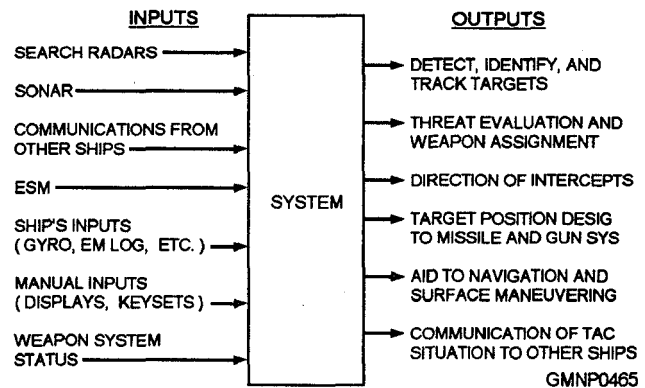 INPUTS
SEARCH RADARS
SONAR
COMMUNICATIONS FROM
OTHER SHIPS
ESM
SHIP'S INPUTS
( GYRO, EM LOG, ETC. )
MANUAL INPUTS
( DISPLAYS, KEYSETS )
WEAPON SYSTEM
STATUS
SYSTEM
OUTPUTS
DETECT, IDENTIFY, AND
TRACK TARGETS
THREAT EVALUATION AND
WEAPON ASSIGNMENT
DIRECTION OF INTERCEPTS
TARGET POSITION DESIG
TO MISSILE AND GUN SYS
AID TO NAVIGATION AND
SURFACE MANEUVERING
COMMUNICATION OF TAC
SITUATION TO OTHER SHIPS
GMNP0465